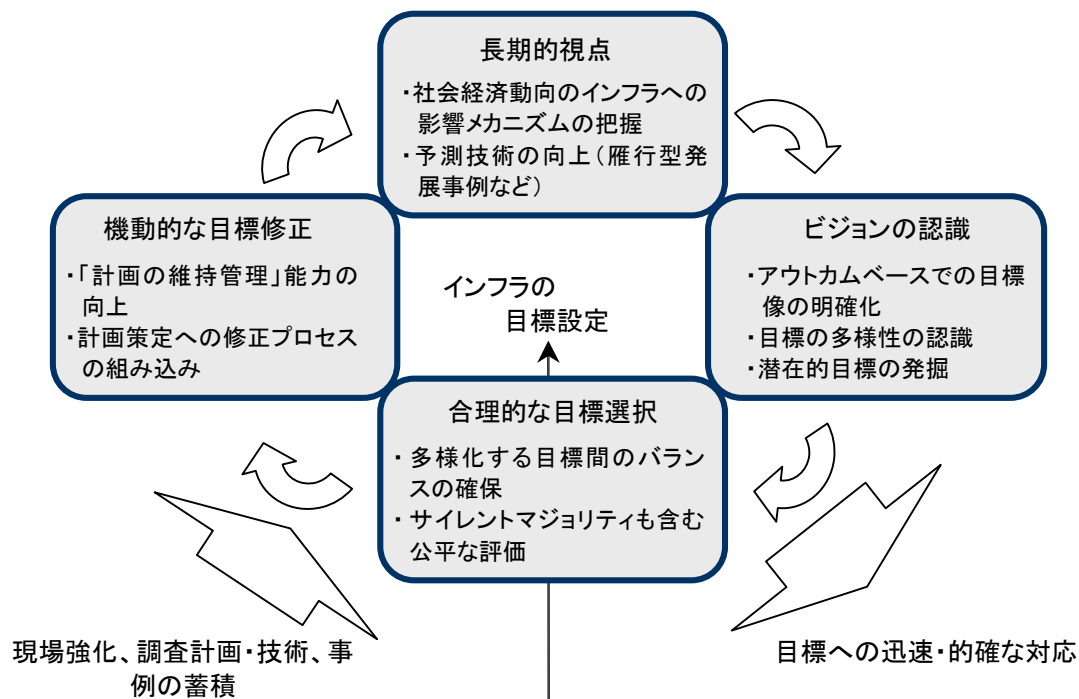 長期的視点
・社会経済動向のインフラへの
影響メカニズムの把握
・予測技術の向上（雁行型発
展事例など）
機動的な目標修正
・「計画の維持管理」能力の
向上
・計画策定への修正プロセス
の組み込み
インフラの
目標設定
ビジョンの認識
・アウトカムベースでの目標
像の明確化
・目標の多様性の認識
・潜在的目標の発掘
合理的な目標選択
・多様化する目標間のバラン
スの確保
・サイレントマジョリティも含む
公平な評価
現場強化、調査計画・技術、事
例の蓄積
目標への迅速・的確な対応